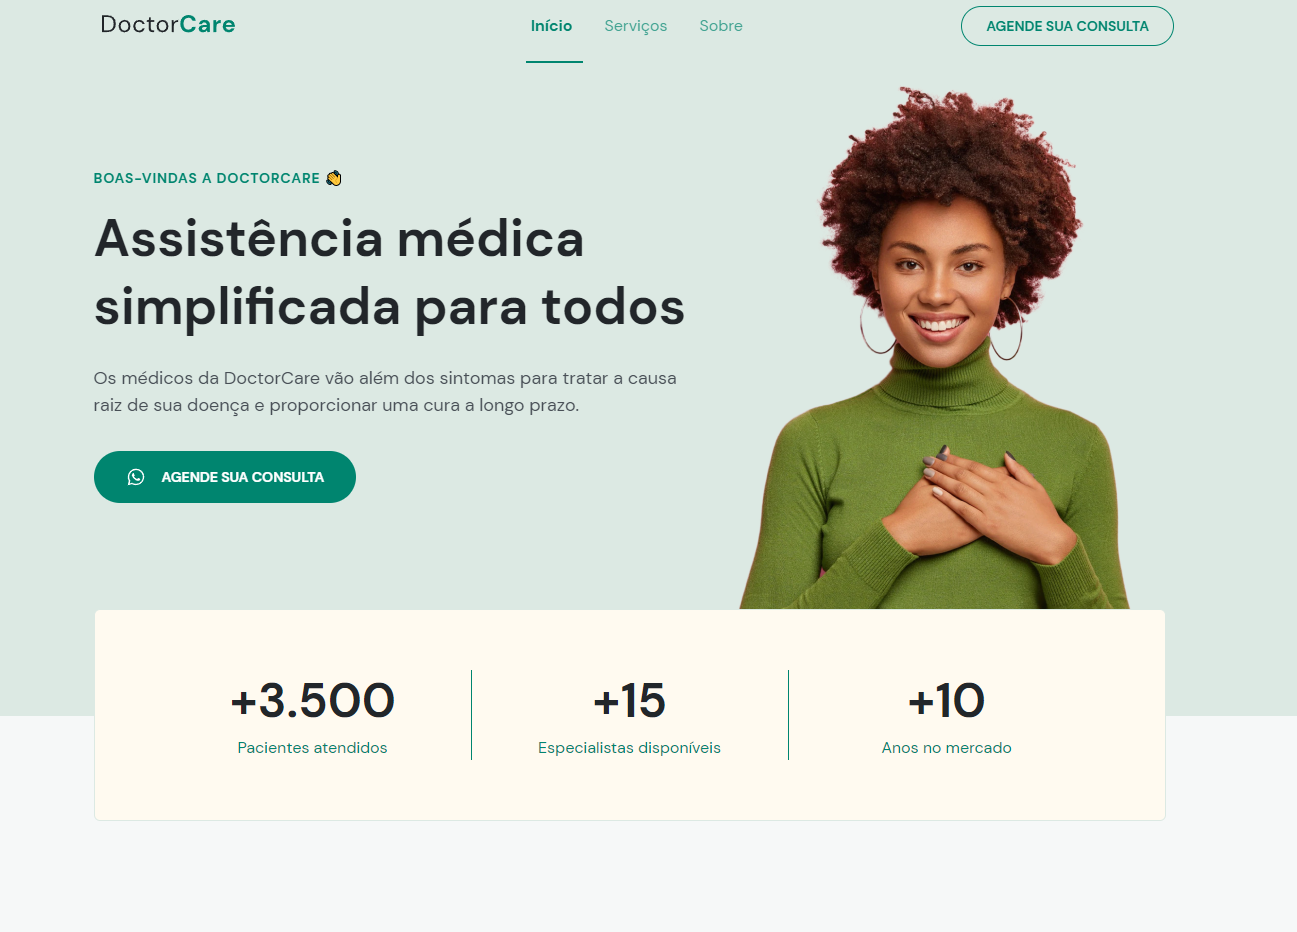 DoctorCare
Início
Serviços
Sobre
AGENDE SUA CONSULTA
BOAS-VINDAS A DOCTORCARE 👏
Assistência médica
simplificada para todos
Os médicos da DoctorCare vão além dos sintomas para tratar a causa
raiz de sua doença e proporcionar uma cura a longo prazo.
AGENDE SUA CONSULTA
+3.500
Pacientes atendidos
+15
Especialistas disponíveis
+10
Anos no mercado